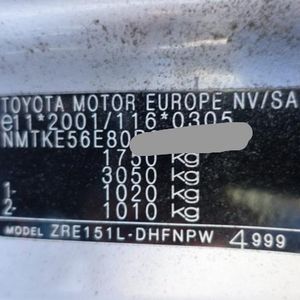 TOYOTA MOTOR EUROPE NV/SA
e11*2001/116*0305
NMTKE56E80
1750 kg
3050 kg
1- 1020 kg
2- 1010 kg
MODEL ZRE151L-DHFNPW 4999